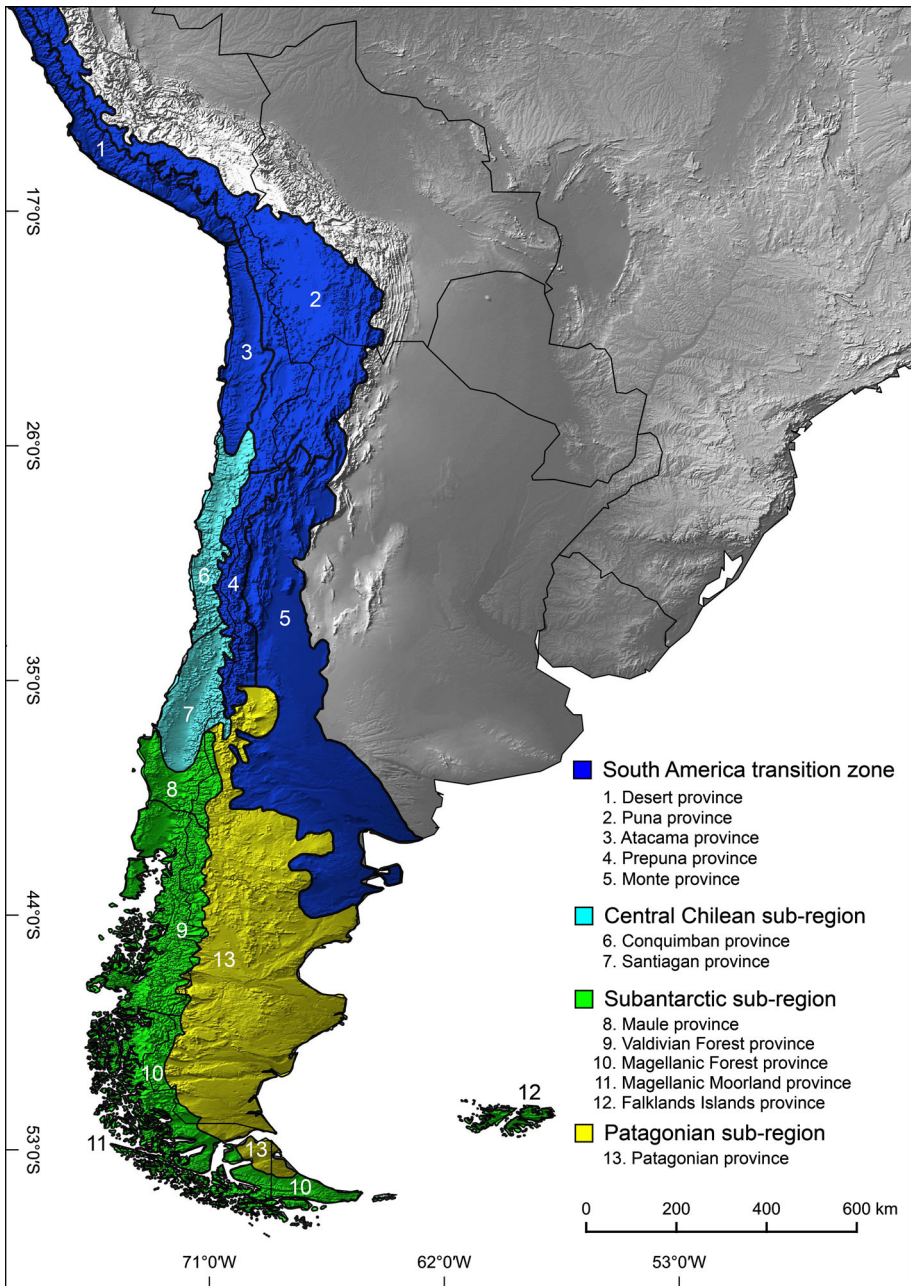 1
17°0'S
2
3
26°0'S
6
4
5
35°0'S
7
8
South America transition zone
1. Desert province
2. Puna province
3. Atacama province
4. Prepuna province
5. Monte province
44°0'S
Central Chilean sub-region
6. Conquimban province
7. Santiagan province
9
13
Subantarctic sub-region
8. Maule province
9. Valdivian Forest province
10. Magellanic Forest province
11. Magellanic Moorland province
12. Falklands Islands province
10
12
Patagonian sub-region
13. Patagonian province
11
53°0'S
13
10
0 200 400 600 km
71°0'W 62°0'W 53°0'W